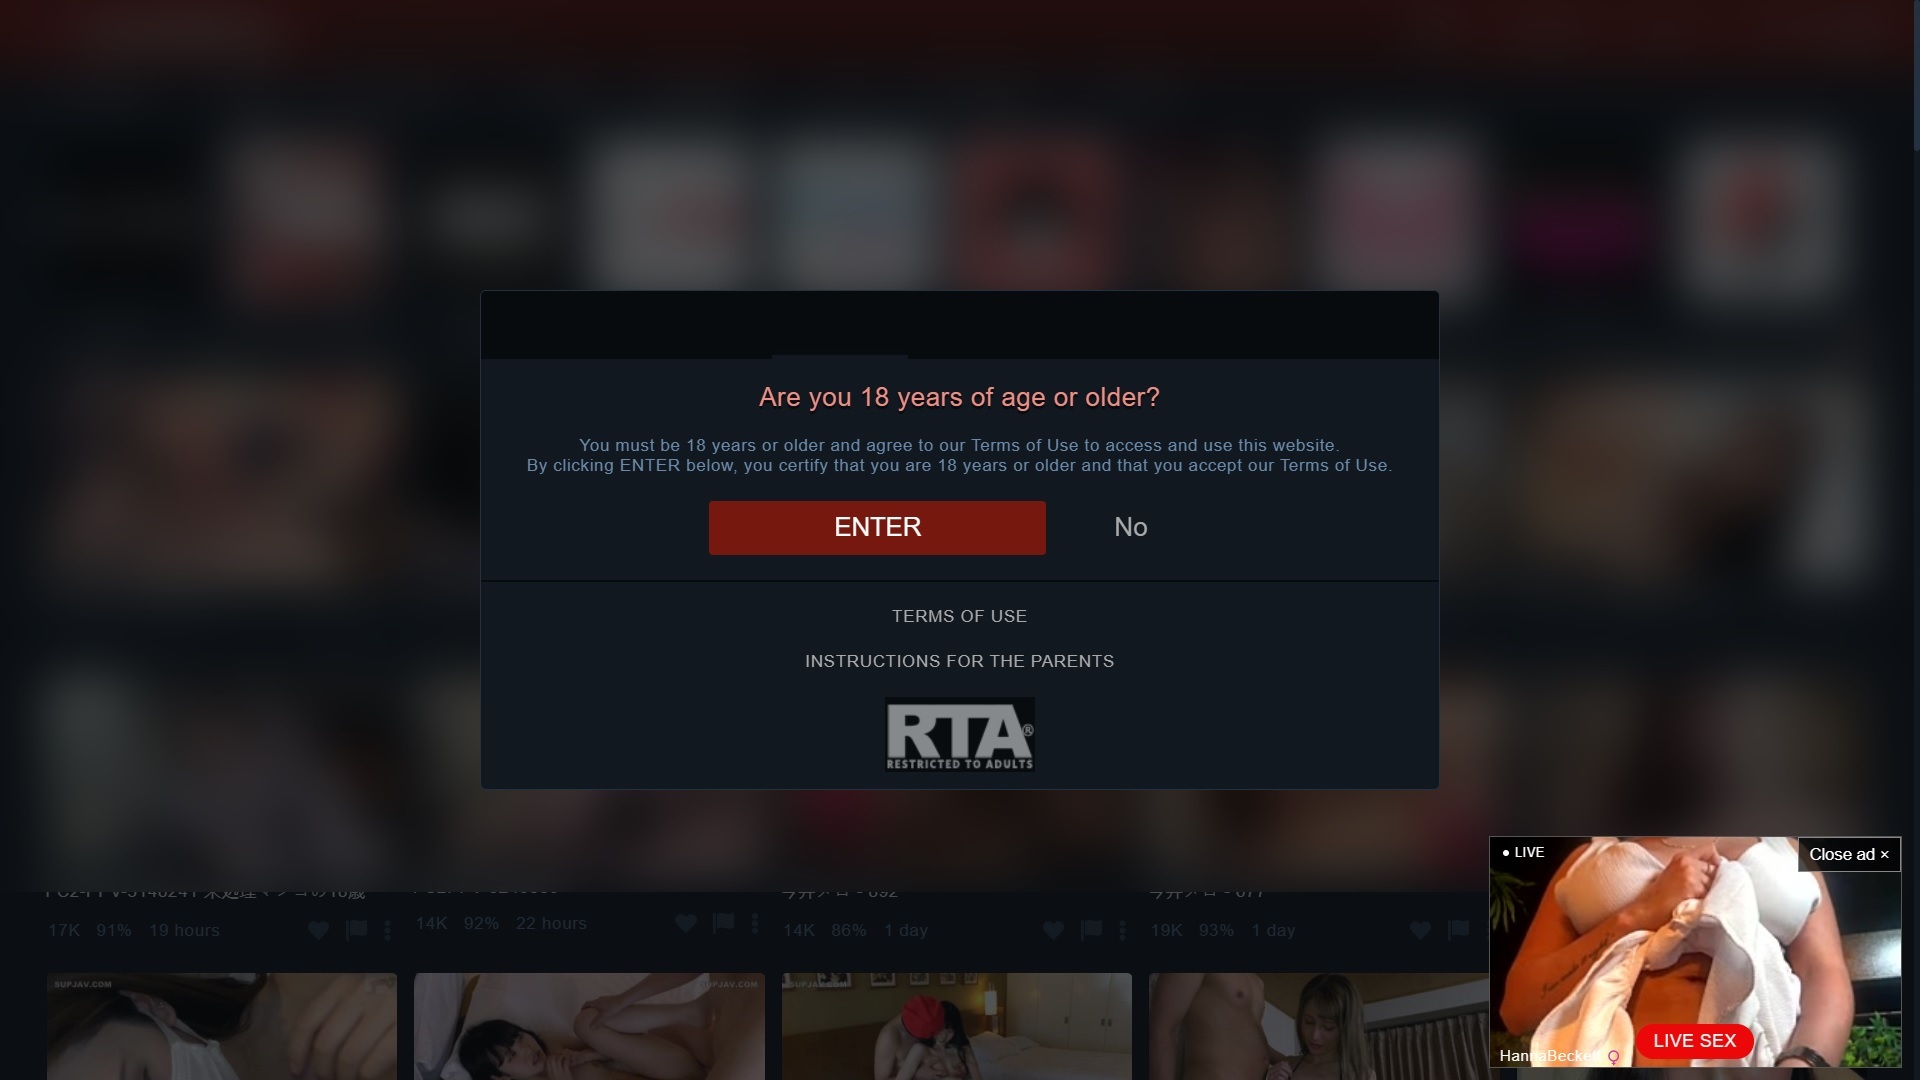 Are you 18 years of age or older?
You must be 18 years or older and agree to our Terms of Use to access and use this website.
By clicking ENTER below, you certify that you are 18 years or older and that you accept our Terms of Use.
ENTER
No
TERMS OF USE
INSTRUCTIONS FOR THE PARENTS
RTA®
RESTRICTED TO ADULTS
● LIVE
Close ad ×
LIVE SEX
17K 91% 19 hours
14K 92% 22 hours
14K 86% 1 day
19K 93% 1 day
SUPJAV.COM
SUPJAV.COM
SUPJAV.COM